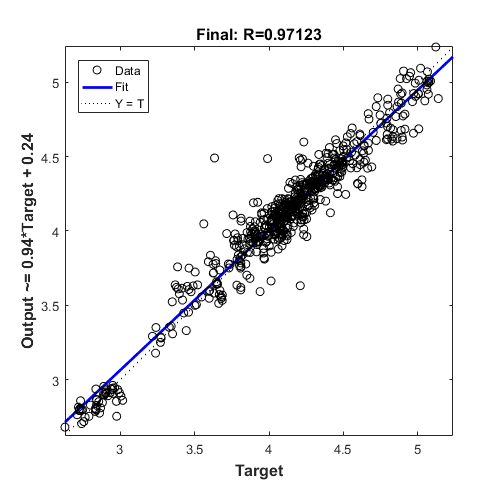 Final: R=0.97123
Data
Fit
Y = T
Output ~= 0.94*Target + 0.24
5
4.5
4
3.5
3
3
3.5
4
4.5
5
Target